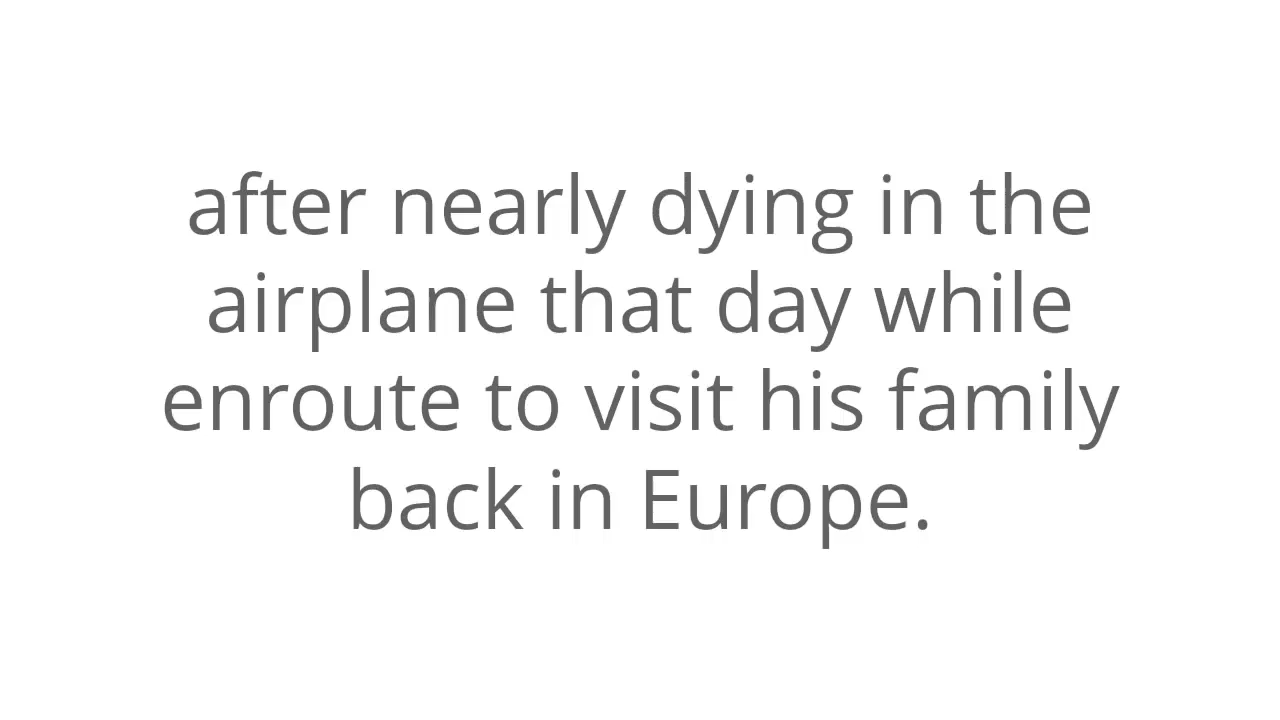 after nearly dying in the
airplane that day while
enroute to visit his family
back in Europe.